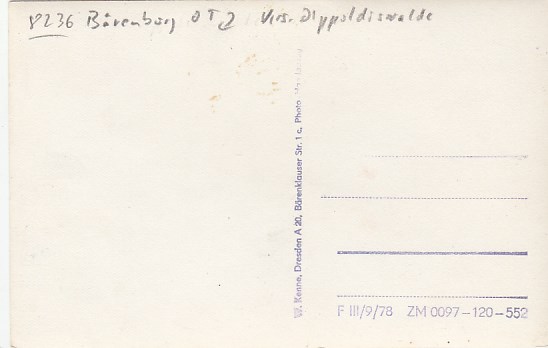 8236 Bärenburg OT 2 Krs. Dippoldiswalde
W. Kenne, Dresden A 20, Bärenklauser Str. 1 c. Photo
F III/9/78 ZM 0097-120-552